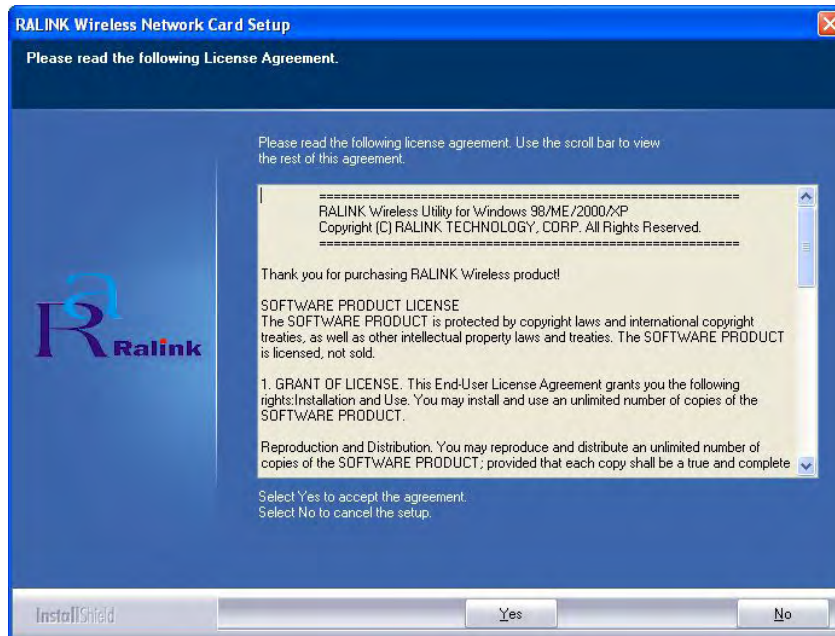 RALINK Wireless Network Card Setup
Please read the following License Agreement.
Please read the following license agreement. Use the scroll bar to view
the rest of this agreement.
==========================================================
RALINK Wireless Utility for Windows 98/ME/2000/XP
Copyright (C) RALINK TECHNOLOGY, CORP. All Rights Reserved.
==========================================================
Thank you for purchasing RALINK Wireless product!
SOFTWARE PRODUCT LICENSE
The SOFTWARE PRODUCT is protected by copyright laws and international copyright
treaties, as well as other intellectual property laws and treaties. The SOFTWARE PRODUCT
is licensed, not sold.
1. GRANT OF LICENSE. This End-User License Agreement grants you the following
rights:Installation and Use. You may install and use an unlimited number of copies of the
SOFTWARE PRODUCT.
Reproduction and Distribution. You may reproduce and distribute an unlimited number of
copies of the SOFTWARE PRODUCT; provided that each copy shall be a true and complete
Ra
Ralink
Select Yes to accept the agreement.
Select No to cancel the setup.
InstallShield
Yes
No